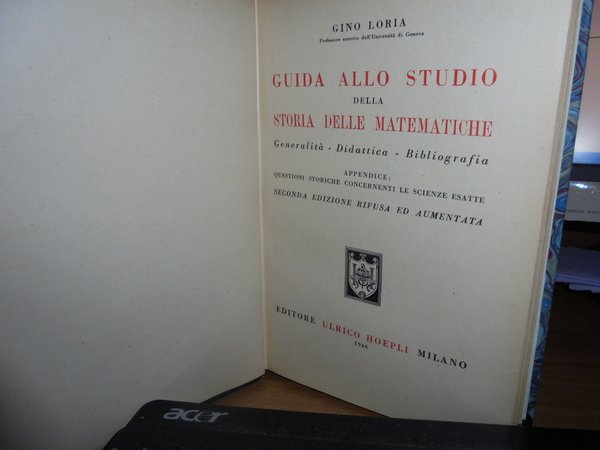 GINO LORIA
Professore emerito dell'Università di Genova
GUIDA ALLO STUDIO
DELLA
STORIA DELLE MATEMATICHE
Generalità - Didattica - Bibliografia
APPENDICE:
QUESTIONI STORICHE CONCERNENTI LE SCIENZE ESATTE
SECONDA EDIZIONE RIFUSA ED AUMENTATA
EDITORE ULRICO HOEPLI MILANO
1946
acer